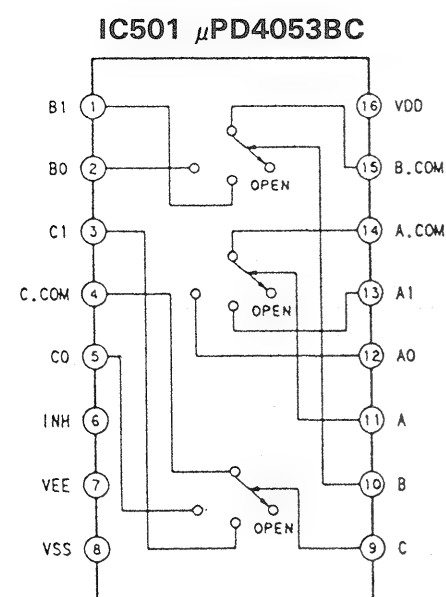 IC501 μPD4053BC
B1 1 16 VDD
B0 2 OPEN 15 B.COM
C1 3 14 A.COM
C.COM 4 OPEN 13 A1
C0 5 12 A0
INH 6 11 A
VEE 7 10 B
VSS 8 OPEN 9 C